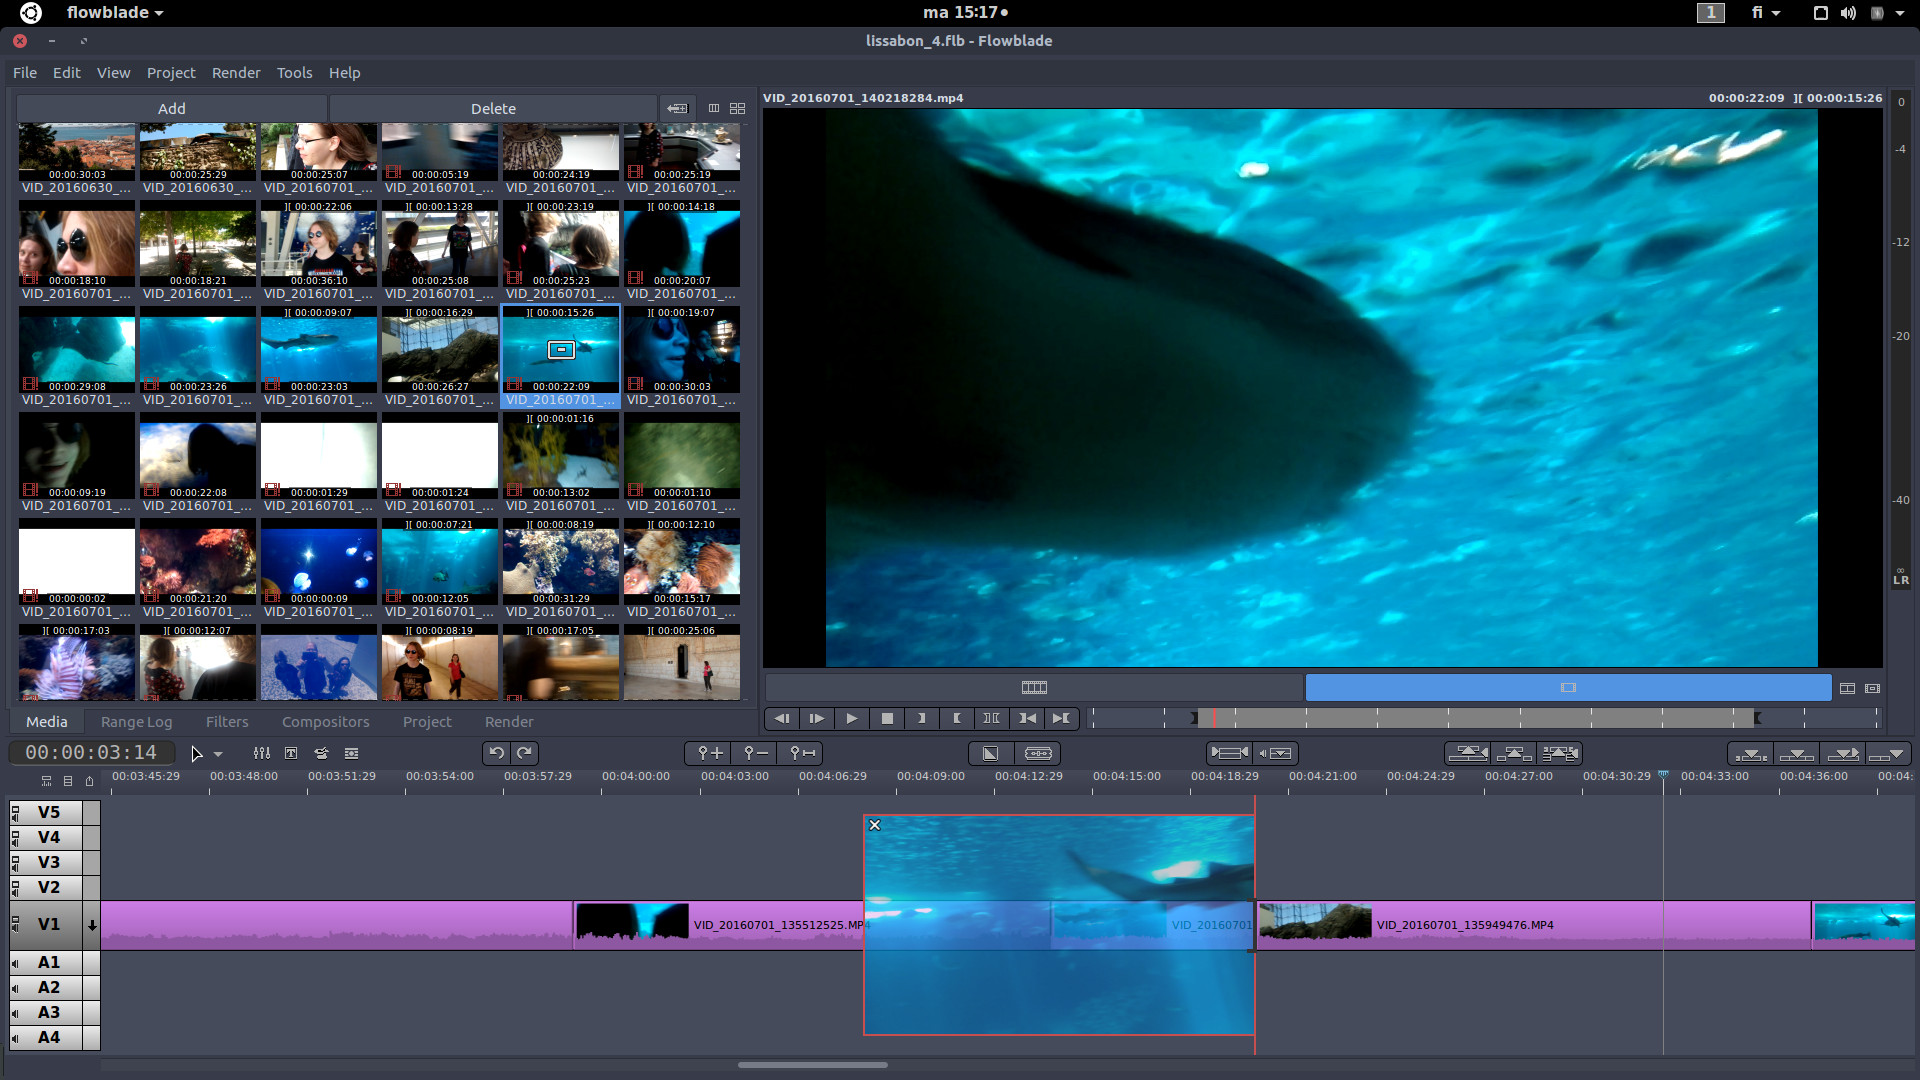 flowblade
ma 15:17
1
fi
lissabon_4.flb - Flowblade
File Edit View Project Render Tools Help
Add Delete
VID_20160701_140218284.mp4 00:00:22:09 ][ 00:00:15:26
00:00:30:03 00:00:25:29 00:00:25:07 00:00:05:19 00:00:24:19 00:00:25:19
VID_20160630_... VID_20160630_... VID_20160701_... VID_20160701_... VID_20160701_... VID_20160701_...
][ 00:00:22:06 ][ 00:00:13:28 ][ 00:00:23:19 ][ 00:00:14:18
00:00:18:10 00:00:18:21 00:00:36:10 00:00:25:08 00:00:25:23 00:00:20:07
VID_20160701_... VID_20160701_... VID_20160701_... VID_20160701_... VID_20160701_... VID_20160701_...
][ 00:00:09:07 ][ 00:00:16:29 ][ 00:00:15:26 ][ 00:00:19:07
00:00:29:08 00:00:23:26 00:00:23:03 00:00:26:27 00:00:22:09 00:00:30:03
VID_20160701_... VID_20160701_... VID_20160701_... VID_20160701_... VID_20160701_... VID_20160701_...
][ 00:00:01:16
00:00:09:19 00:00:22:08 00:00:01:29 00:00:01:24 00:00:13:02 00:00:01:10
VID_20160701_... VID_20160701_... VID_20160701_... VID_20160701_... VID_20160701_... VID_20160701_...
][ 00:00:07:21 ][ 00:00:08:19 ][ 00:00:12:10
00:00:00:02 00:00:21:20 00:00:00:09 00:00:12:05 00:00:31:29 00:00:15:17
VID_20160701_... VID_20160701_... VID_20160701_... VID_20160701_... VID_20160701_... VID_20160701_...
][ 00:00:17:03 ][ 00:00:12:07 ][ 00:00:08:19 ][ 00:00:17:05 ][ 00:00:25:06
0
-4
-12
-20
-40
∞
LR
Media Range Log Filters Compositors Project Render
00:00:03:14
00:03:45:29 00:03:48:00 00:03:51:29 00:03:54:00 00:03:57:29 00:04:00:00 00:04:03:00 00:04:06:29 00:04:09:00 00:04:12:29 00:04:15:00 00:04:18:29 00:04:21:00 00:04:24:29 00:04:27:00 00:04:30:29 00:04:33:00 00:04:36:00 00:04:
V5
V4
V3
V2
V1 VID_20160701_135512525.MP4 VID_20160701 VID_20160701_135949476.MP4
A1
A2
A3
A4